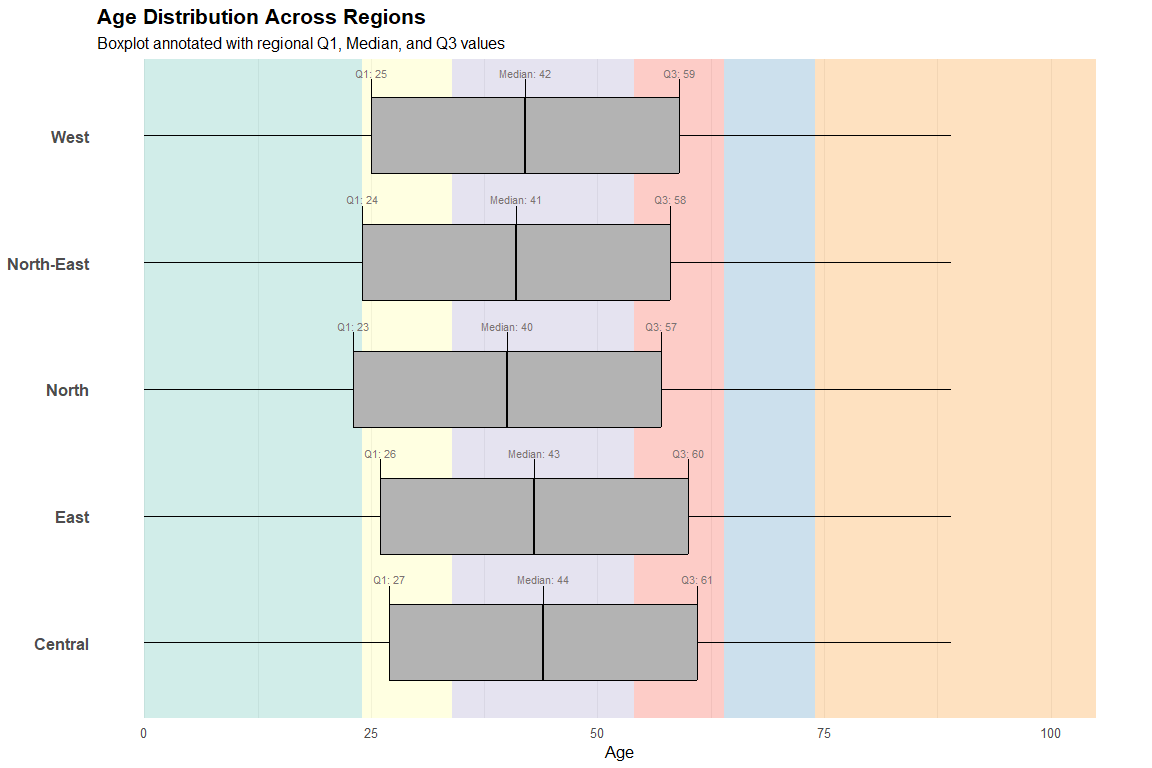 Age Distribution Across Regions
Boxplot annotated with regional Q1, Median, and Q3 values
Q1: 25 Median: 42 Q3: 59
West
Q1: 24 Median: 41 Q3: 58
North-East
Q1: 23 Median: 40 Q3: 57
North
Q1: 26 Median: 43 Q3: 60
East
Q1: 27 Median: 44 Q3: 61
Central
0 25 50 75 100
Age